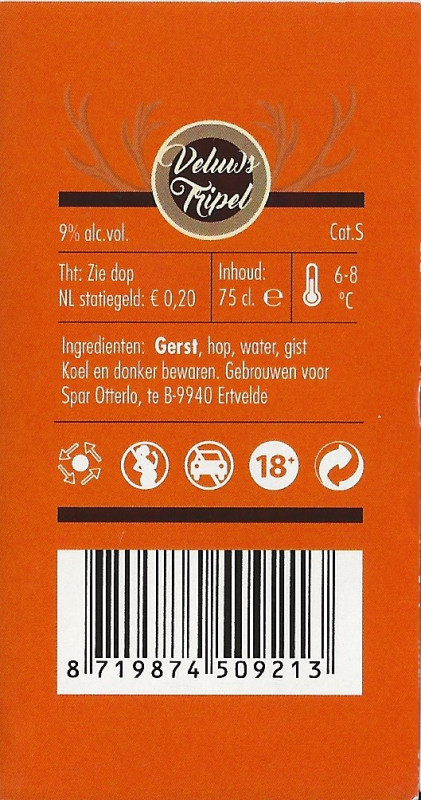 Veluws
Tripel
9% alc.vol.
Cat.S
Tht: Zie dop
NL statiegeld: € 0,20
Inhoud:
75 cl. ℮
6-8
°C
Ingredienten: Gerst, hop, water, gist
Koel en donker bewaren. Gebrouwen voor
Spar Otterlo, te B-9940 Ertvelde
18+
8 719874 509213